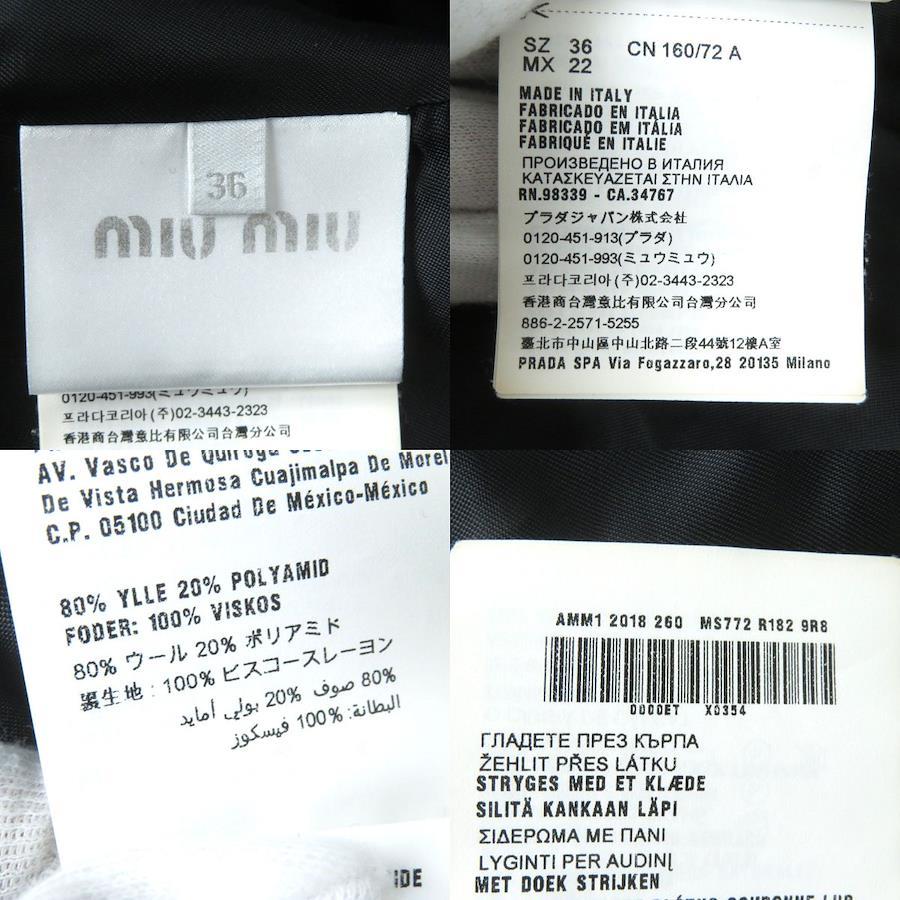 36
miu miu
0120-451-993(ミュウミュウ)
프라다코리아 (주)02-3443-2323
香港商台灣意比有限公司台灣分公司
SZ 36 CN 160/72 A
MX 22
MADE IN ITALY
FABRICADO EN ITALIA
FABRICADO EM ITÁLIA
FABRIQUÉ EN ITALIE
ПРОИЗВЕДЕНО В ИТАЛИЯ
ΚΑΤΑΣΚΕΥΑΖΕΤΑΙ ΣΤΗΝ ΙΤΑΛΙΑ
RN.98339 - CA.34767
プラダジャパン株式会社
0120-451-913(プラダ)
0120-451-993(ミュウミュウ)
프라다코리아 (주)02-3443-2323
香港商台灣意比有限公司台灣分公司
886-2-2571-5255
臺北市中山區中山北路二段44號12樓A室
PRADA SPA Via Fogazzaro,28 20135 Milano
AV. Vasco De Quiroga
De Vista Hermosa Cuajimalpa De Morel
C.P. 05100 Ciudad De México-México
80% YLLE 20% POLYAMID
FODER: 100% VISKOS
80% ウール 20% ポリアミド
裏生地 : 100% ビスコースレーヨン
80% صوف 20% بولي أمايد
البطانة: 100% فيسكوز
IDE
AMM1 2018 260 MS772 R182 9R8
0000ET X0354
ГЛАДЕТЕ ПРЕЗ КЪРПА
ŽEHLIT PŘES LÁTKU
STRYGES MED ET KLÆDE
SILITÄ KANKAAN LÄPI
ΣΙΔΕΡΩΜΑ ΜΕ ΠΑΝΙ
LYGINTI PER AUDINĮ
MET DOEK STRIJKEN